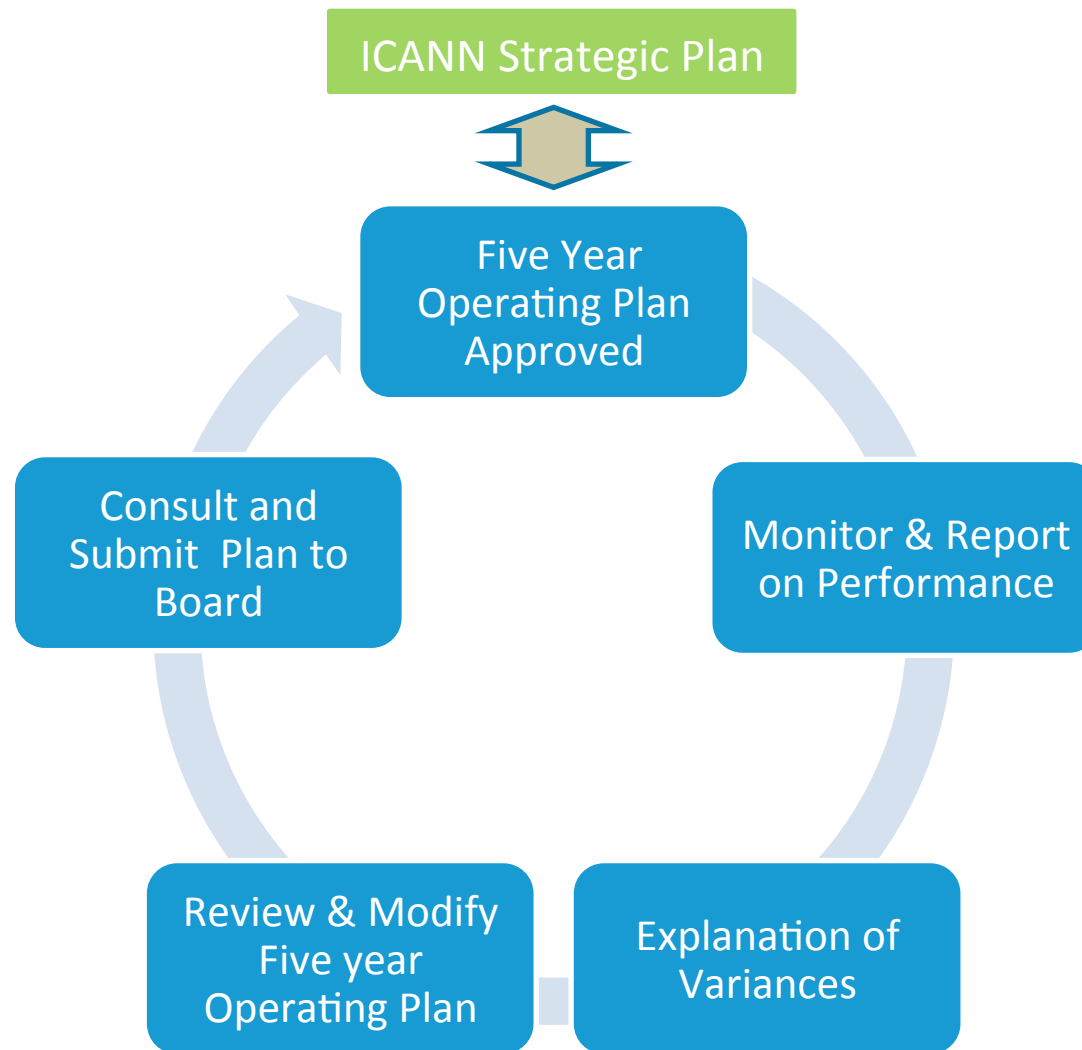 ICANN Strategic Plan
Five Year
Operating Plan
Approved
Monitor & Report
on Performance
Explanation of
Variances
Review & Modify
Five year
Operating Plan
Consult and
Submit  Plan to
Board